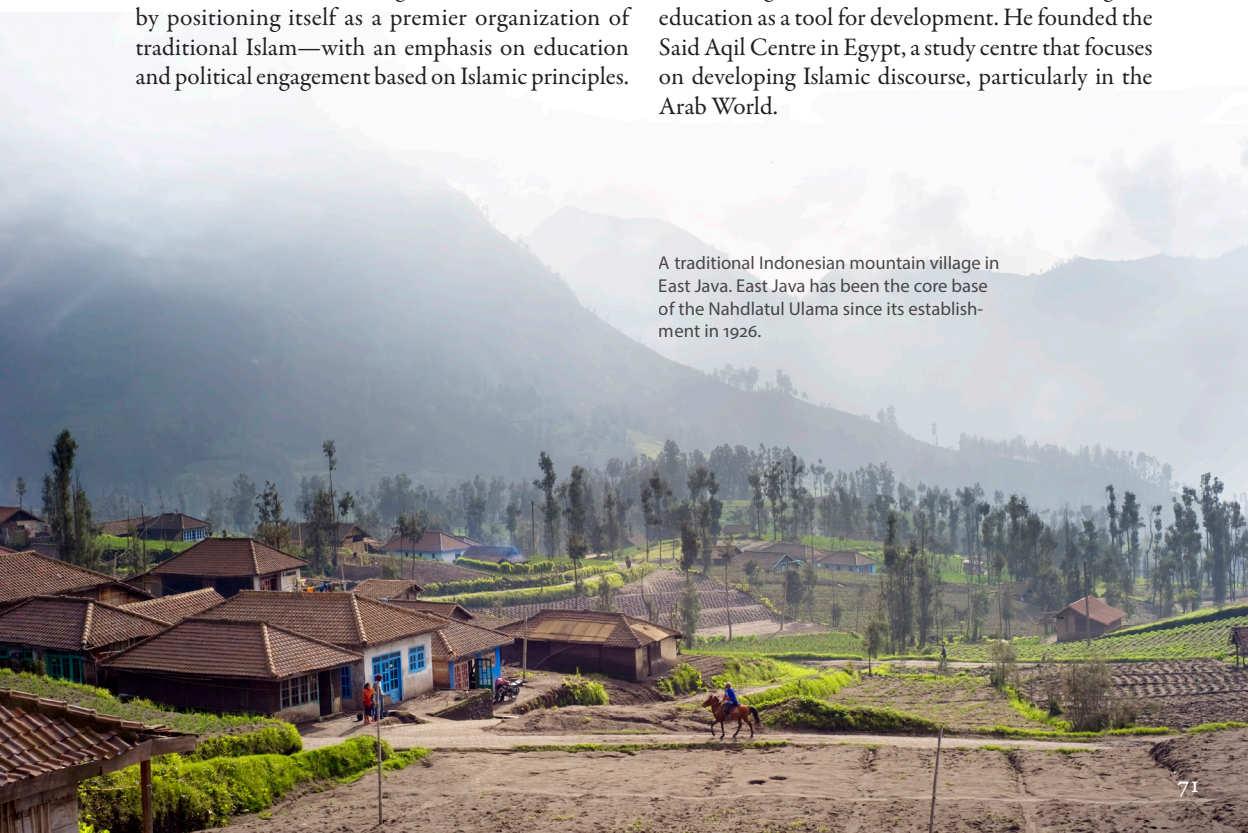 by positioning itself as a premier organization of
traditional Islam—with an emphasis on education
and political engagement based on Islamic principles.
education as a tool for development. He founded the
Said Aqil Centre in Egypt, a study centre that focuses
on developing Islamic discourse, particularly in the
Arab World.
A traditional Indonesian mountain village in
East Java. East Java has been the core base
of the Nahdlatul Ulama since its establish-
ment in 1926.
71